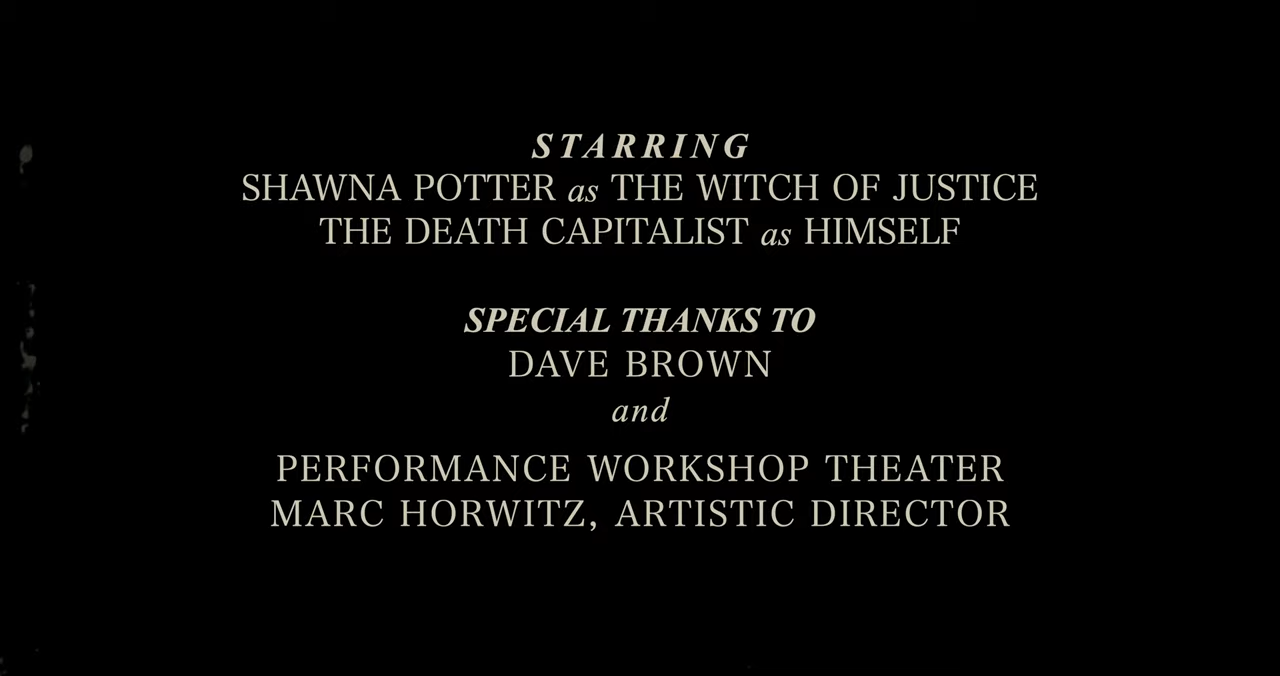 STARRING
SHAWNA POTTER as THE WITCH OF JUSTICE
THE DEATH CAPITALIST as HIMSELF
SPECIAL THANKS TO
DAVE BROWN
and
PERFORMANCE WORKSHOP THEATER
MARC HORWITZ, ARTISTIC DIRECTOR